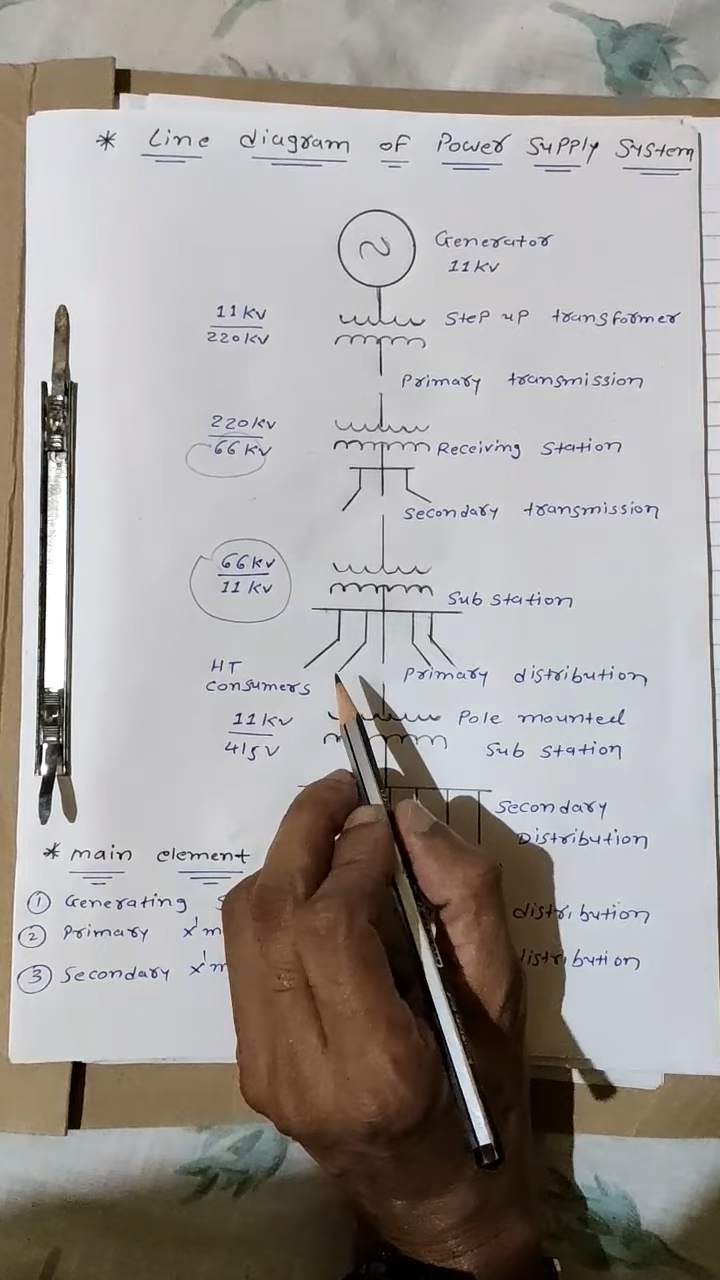 * Line diagram of Power Supply System
Generator
11kv
11kv
220kv
Step up transformer
Primary transmission
220kv
66kv
Receiving Station
Secondary transmission
66kv
11kv
Sub station
HT
consumers
Primary distribution
11kv
415v
Pole mounted
Sub station
Secondary
Distribution
* main element
① Generating
② Primary x'm
distribution
③ Secondary x'm
distribution